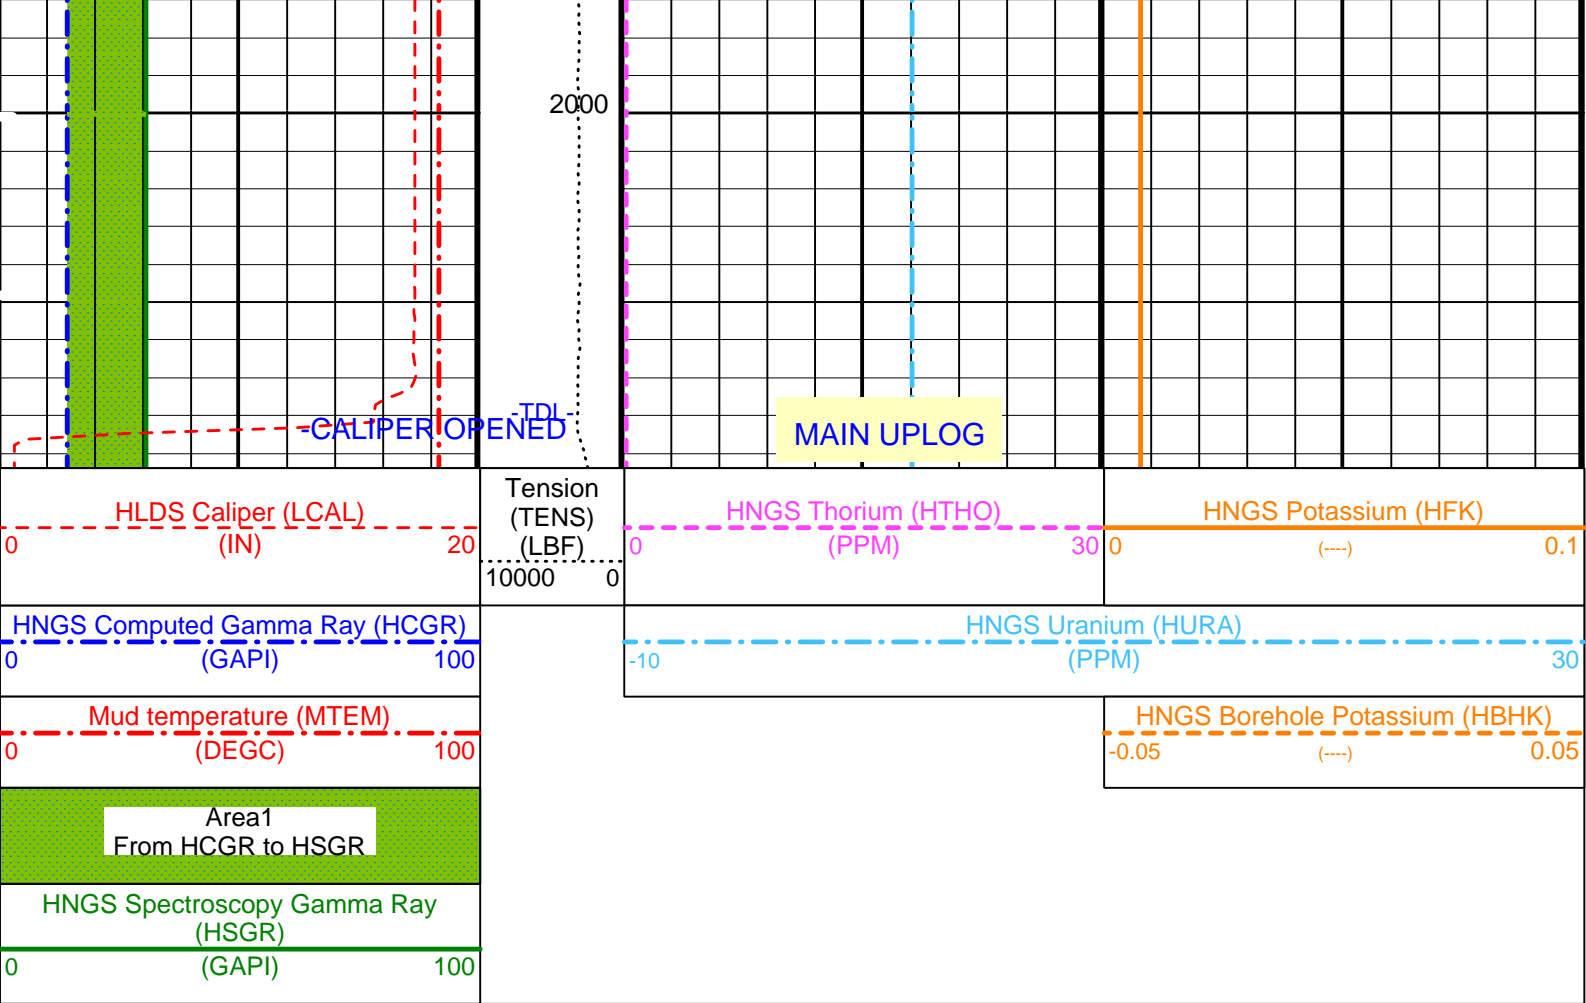 2000
-TDL-
-CALIPER OPENED
MAIN UPLOG
HLDS Caliper (LCAL)
(IN)
0 20
Tension
(TENS)
(LBF)
10000 0
HNGS Thorium (HTHO)
(PPM)
0 30
HNGS Potassium (HFK)
(----)
0 0.1
HNGS Computed Gamma Ray (HCGR)
(GAPI)
0 100
HNGS Uranium (HURA)
(PPM)
-10 30
Mud temperature (MTEM)
(DEGC)
0 100
HNGS Borehole Potassium (HBHK)
(----)
-0.05 0.05
Area1
From HCGR to HSGR
HNGS Spectroscopy Gamma Ray
(HSGR)
(GAPI)
0 100